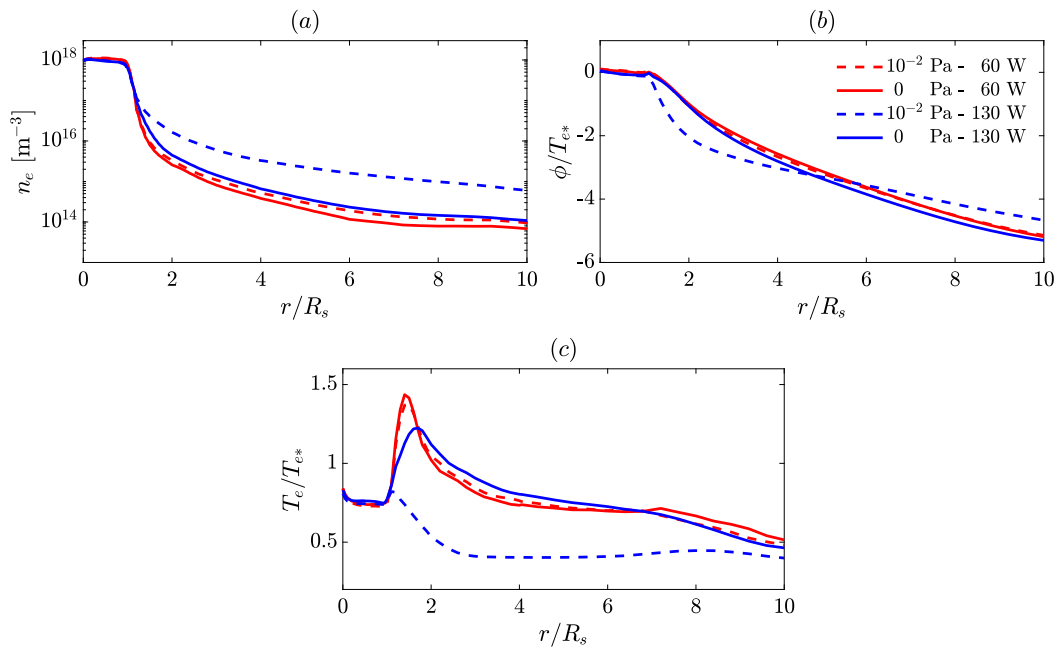 (a)
n_e [m^{-3}]
10^{18}
10^{16}
10^{14}
0 2 4 6 8 10
r/R_s
(b)
ϕ/T_{e*}
0
-2
-4
-6
10^{-2} Pa - 60 W
0 Pa - 60 W
10^{-2} Pa - 130 W
0 Pa - 130 W
0 2 4 6 8 10
r/R_s
(c)
T_e/T_{e*}
1.5
1
0.5
0 2 4 6 8 10
r/R_s